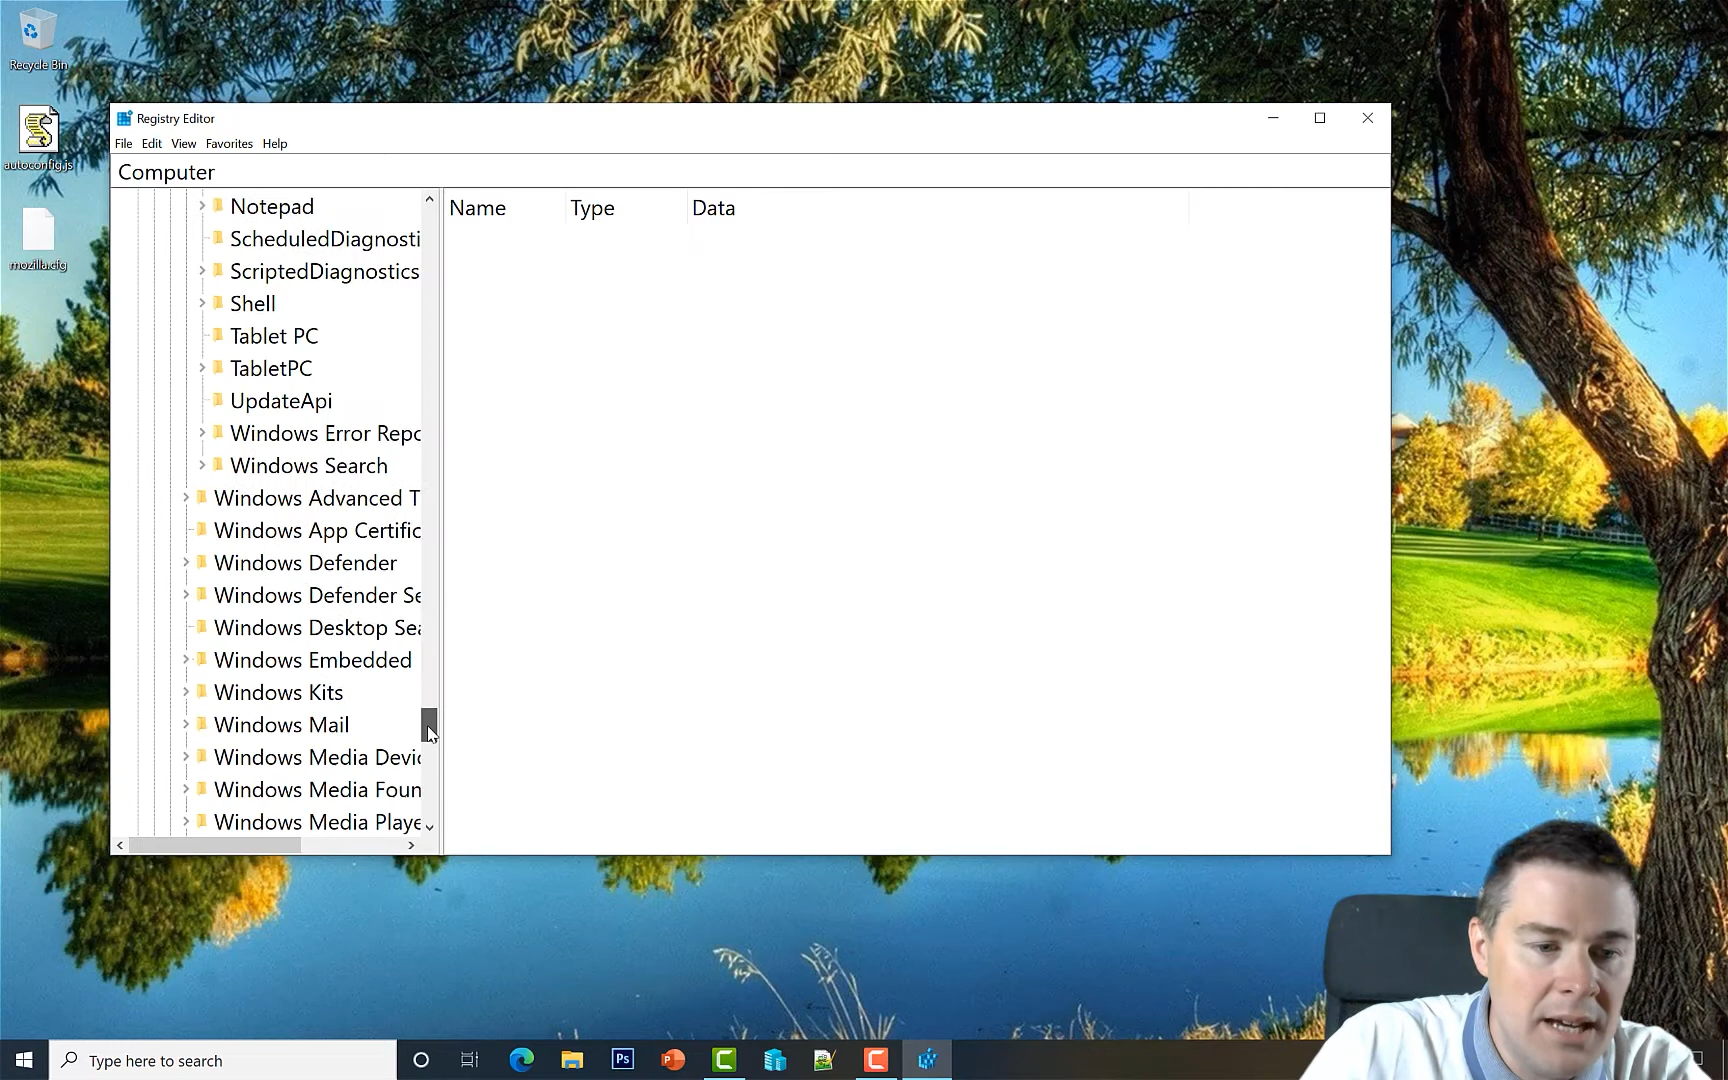 Recycle Bin
autoconfig.js
mozilla.cfg
Registry Editor
File Edit View Favorites Help
Computer
Name Type Data
Notepad
ScheduledDiagnosti
ScriptedDiagnostics
Shell
Tablet PC
TabletPC
UpdateApi
Windows Error Repo
Windows Search
Windows Advanced T
Windows App Certific
Windows Defender
Windows Defender Se
Windows Desktop Sea
Windows Embedded
Windows Kits
Windows Mail
Windows Media Devic
Windows Media Foun
Windows Media Playe
Type here to search
Ps
P
C
C